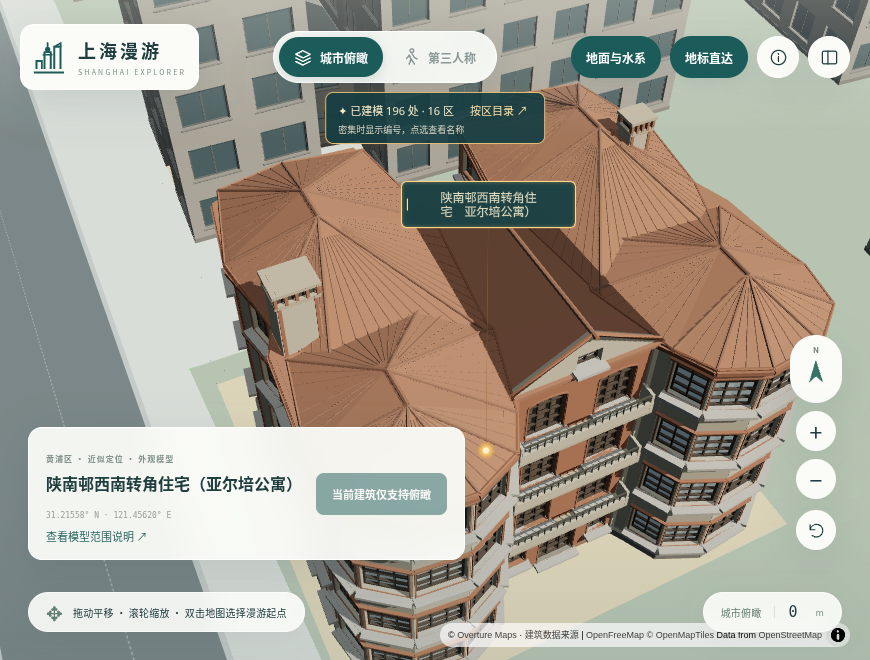 上海漫游
SHANGHAI EXPLORER
城市俯瞰
第三人称
地面与水系
地标直达
✦ 已建模 196 处 · 16 区 按区目录 ↗
密集时显示编号，点选查看名称
陕南邨西南转角住
宅 亚尔培公寓）
N
+
−
黄浦区 · 近似定位 · 外观模型
陕南邨西南转角住宅（亚尔培公寓）
当前建筑仅支持俯瞰
31.21558° N · 121.45620° E
查看模型范围说明 ↗
拖动平移 · 滚轮缩放 · 双击地图选择漫游起点
城市俯瞰 0 m
© Overture Maps · 建筑数据来源 | OpenFreeMap © OpenMapTiles Data from OpenStreetMap